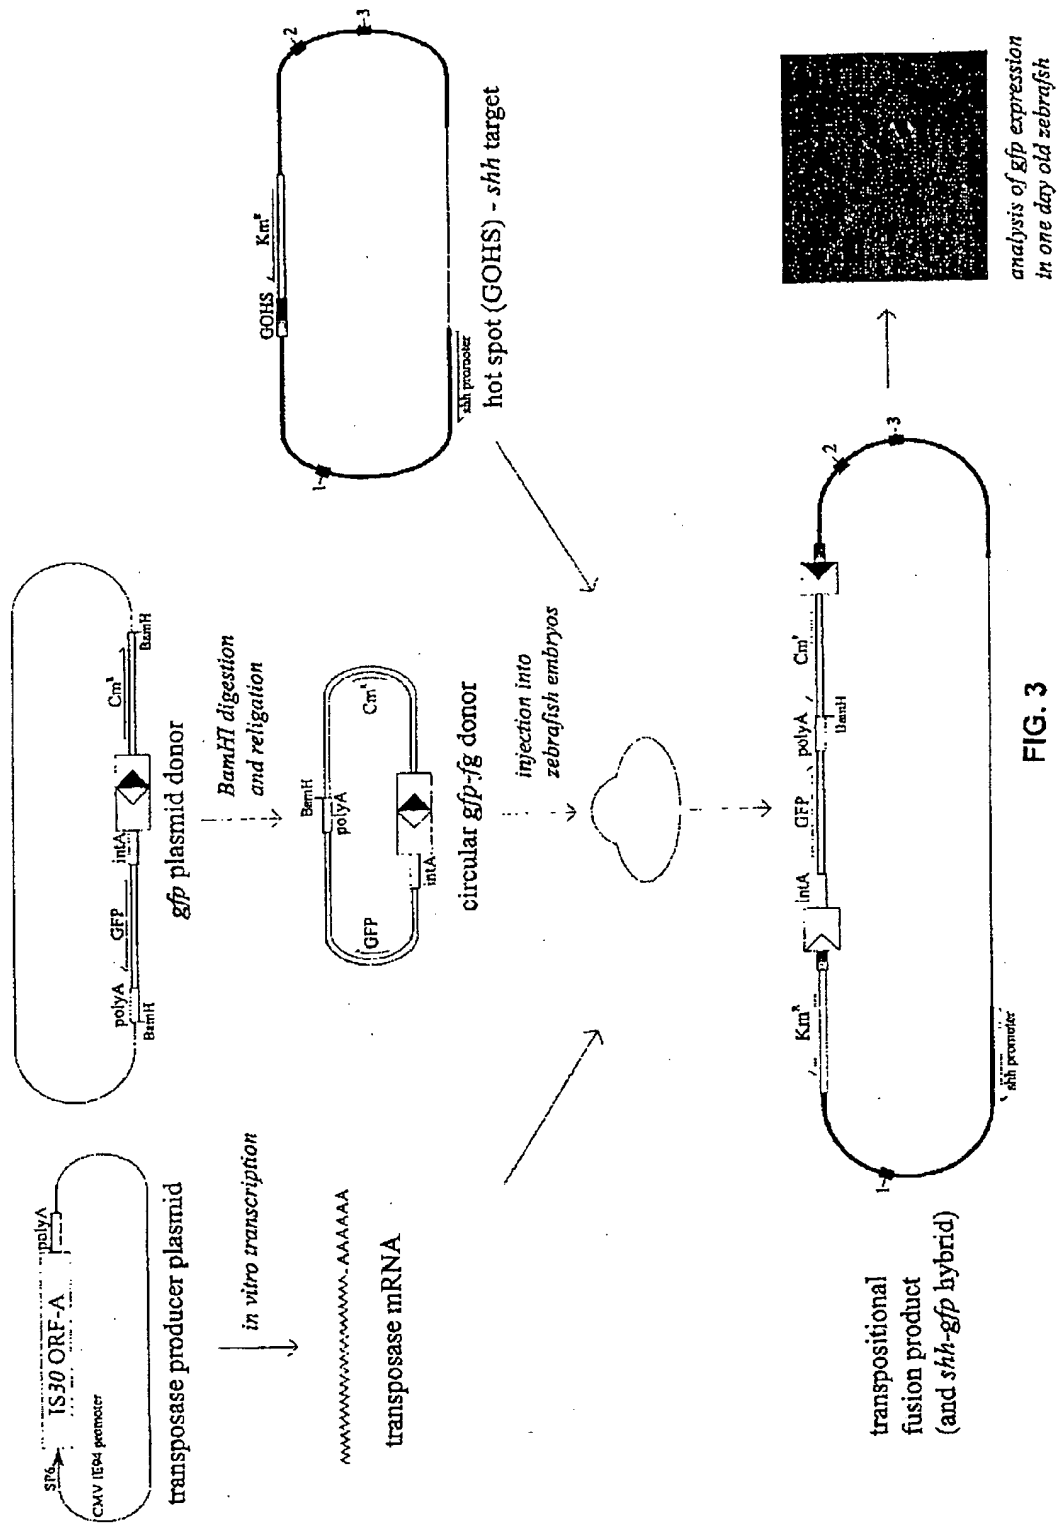 SP6
IS30 ORF-A
polyA
CMV IE94 promoter
transposase producer plasmid
in vitro transcription
AAAAAA
transposase mRNA
polyA
GFP
intA
Cmᴿ
BamH
BamH
gfp plasmid donor
BamHI digestion
and religation
BamH
polyA
GFP
Cmᴿ
intA
circular gfp-fg donor
injection into
zebrafish embryos
1
GOHS
Kmᴿ
2
3
shh promoter
hot spot (GOHS) - shh target
1
Kmᴿ
intA
GFP
polyA
BamH
Cmʳ
2
3
shh promoter
transpositional
fusion product
(and shh-gfp hybrid)
analysis of gfp expression
in one day old zebrafsh
FIG. 3